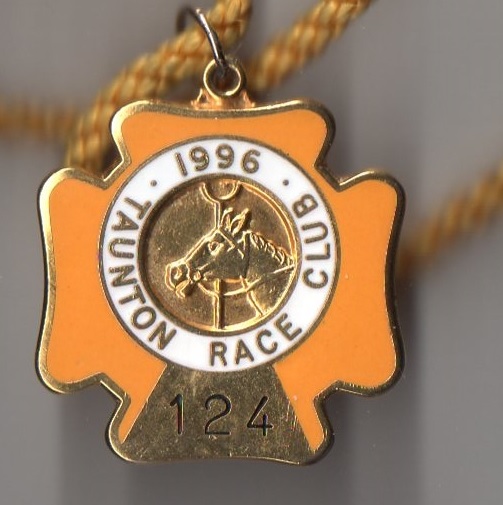 · 1996 ·
TAUNTON RACE CLUB
124